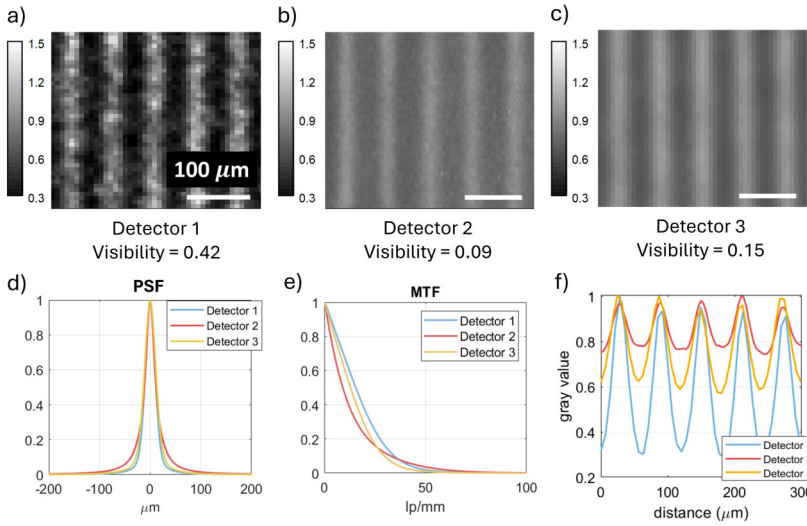 a)
b)
c)
1.5
1.2
0.9
0.6
0.3
100 μm
1.5
1.2
0.9
0.6
0.3
1.5
1.2
0.9
0.6
0.3
Detector 1
Visibility = 0.42
Detector 2
Visibility = 0.09
Detector 3
Visibility = 0.15
d)
PSF
1
0.8
0.6
0.4
0.2
0
-200
-100
0
100
200
μm
Detector 1
Detector 2
Detector 3
e)
MTF
1
0.8
0.6
0.4
0.2
0
0
50
100
lp/mm
Detector 1
Detector 2
Detector 3
f)
gray value
1
0.8
0.6
0.4
0.2
0
100
200
300
distance (μm)
Detector
Detector
Detector 3